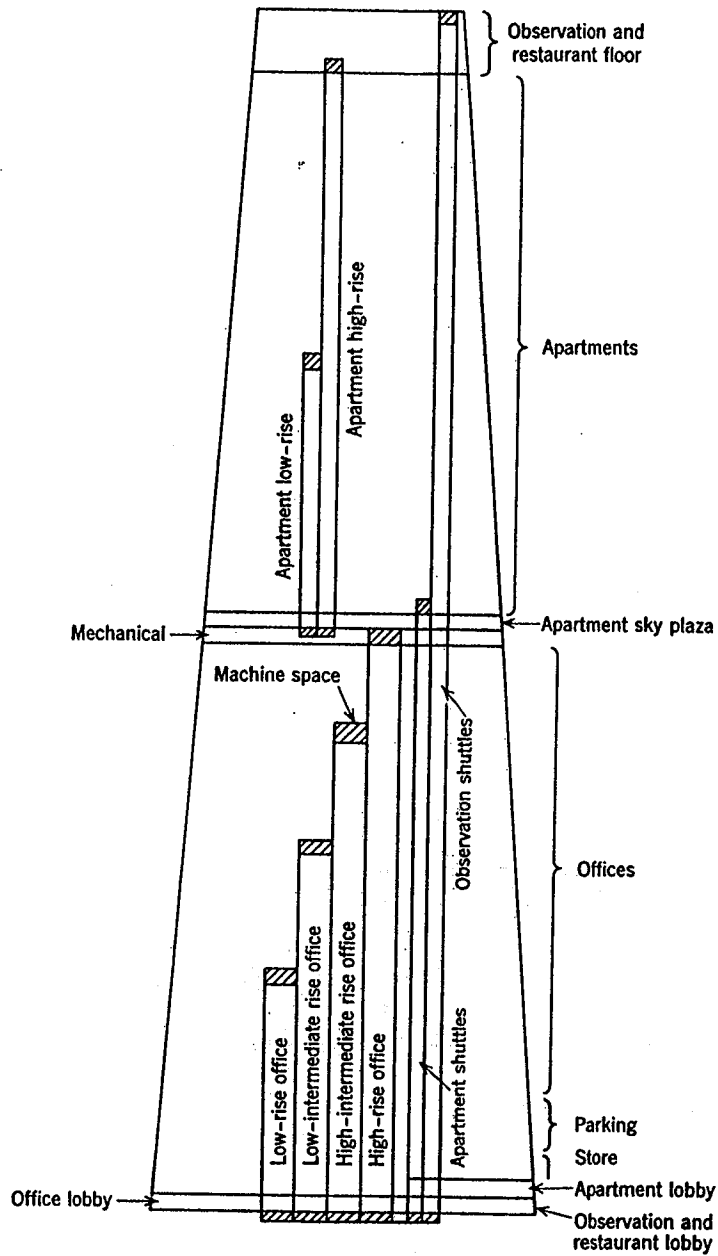 Observation and
restaurant floor
Apartment high-rise
Apartments
Apartment low-rise
Mechanical
Apartment sky plaza
Machine space
Observation shuttles
Offices
Low-rise office
Low-intermediate rise office
High-intermediate rise office
High-rise office
Apartment shuttles
Parking
Store
Office lobby
Apartment lobby
Observation and
restaurant lobby